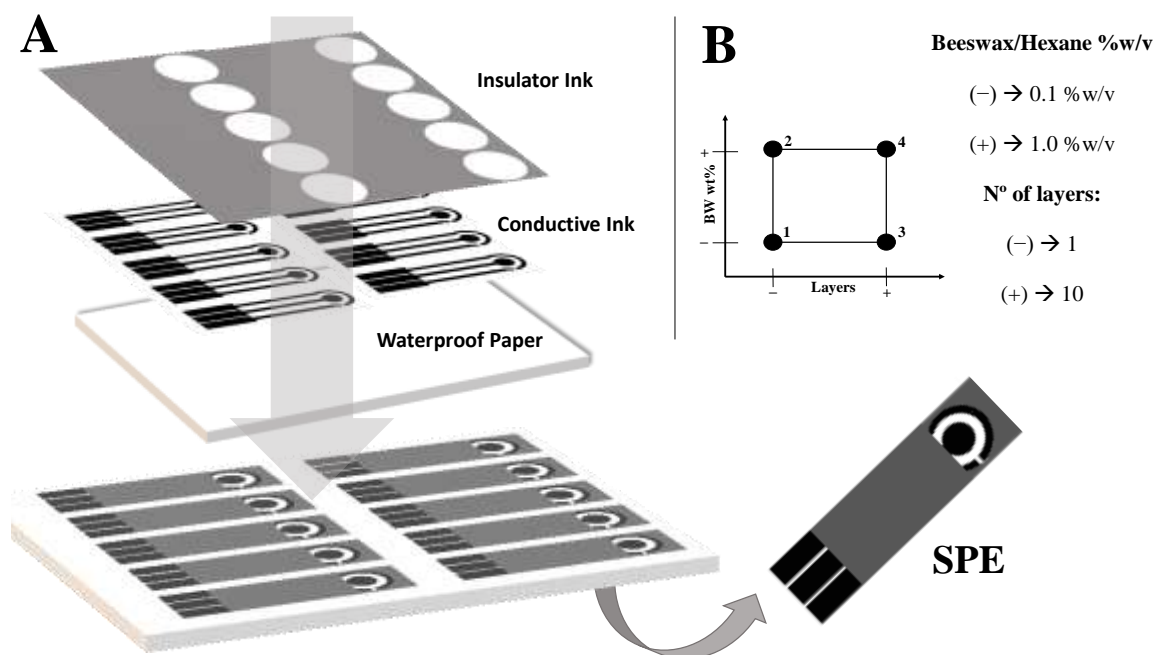 A
Insulator Ink
Conductive Ink
Waterproof Paper
SPE
B
BW wt%
+
−
2
4
1
3
−
Layers
+
Beeswax/Hexane %w/v
(−) → 0.1 %w/v
(+) → 1.0 %w/v
Nº of layers:
(−) → 1
(+) → 10